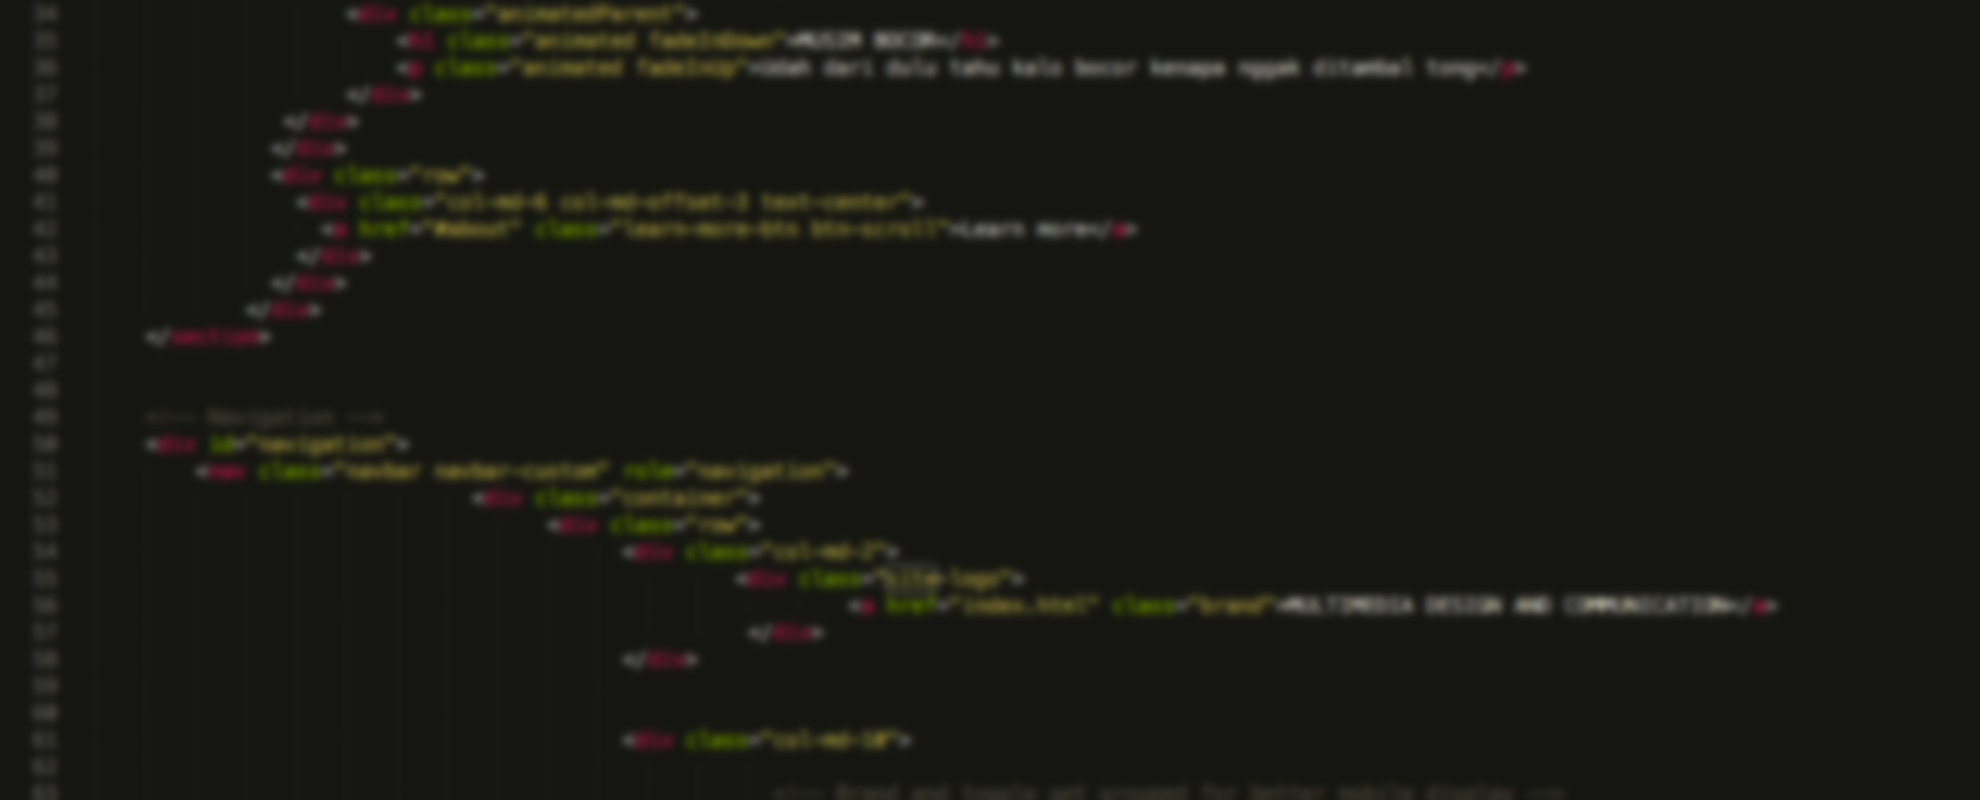 34 <div class="animatedParent">
35 <h1 class="animated fadeInDown">MUSIM BOCOR</h1>
36 <p class="animated fadeInUp">Udah dari dulu tahu kalo bocor kenapa nggak ditambal tong</p>
37 </div>
38 </div>
39 </div>
40 <div class="row">
41 <div class="col-md-6 col-md-offset-3 text-center">
42 <a href="#about" class="learn-more-btn btn-scroll">Learn more</a>
43 </div>
44 </div>
45 </div>
46 </section>
47
48
49 <!-- Navigation -->
50 <div id="navigation">
51 <nav class="navbar navbar-custom" role="navigation">
52 <div class="container">
53 <div class="row">
54 <div class="col-md-2">
55 <div class="site-logo">
56 <a href="index.html" class="brand">MULTIMEDIA DESIGN AND COMMUNICATION</a>
57 </div>
58 </div>
59
60
61 <div class="col-md-10">
62
63 <!-- Brand and toggle get grouped for better mobile display -->